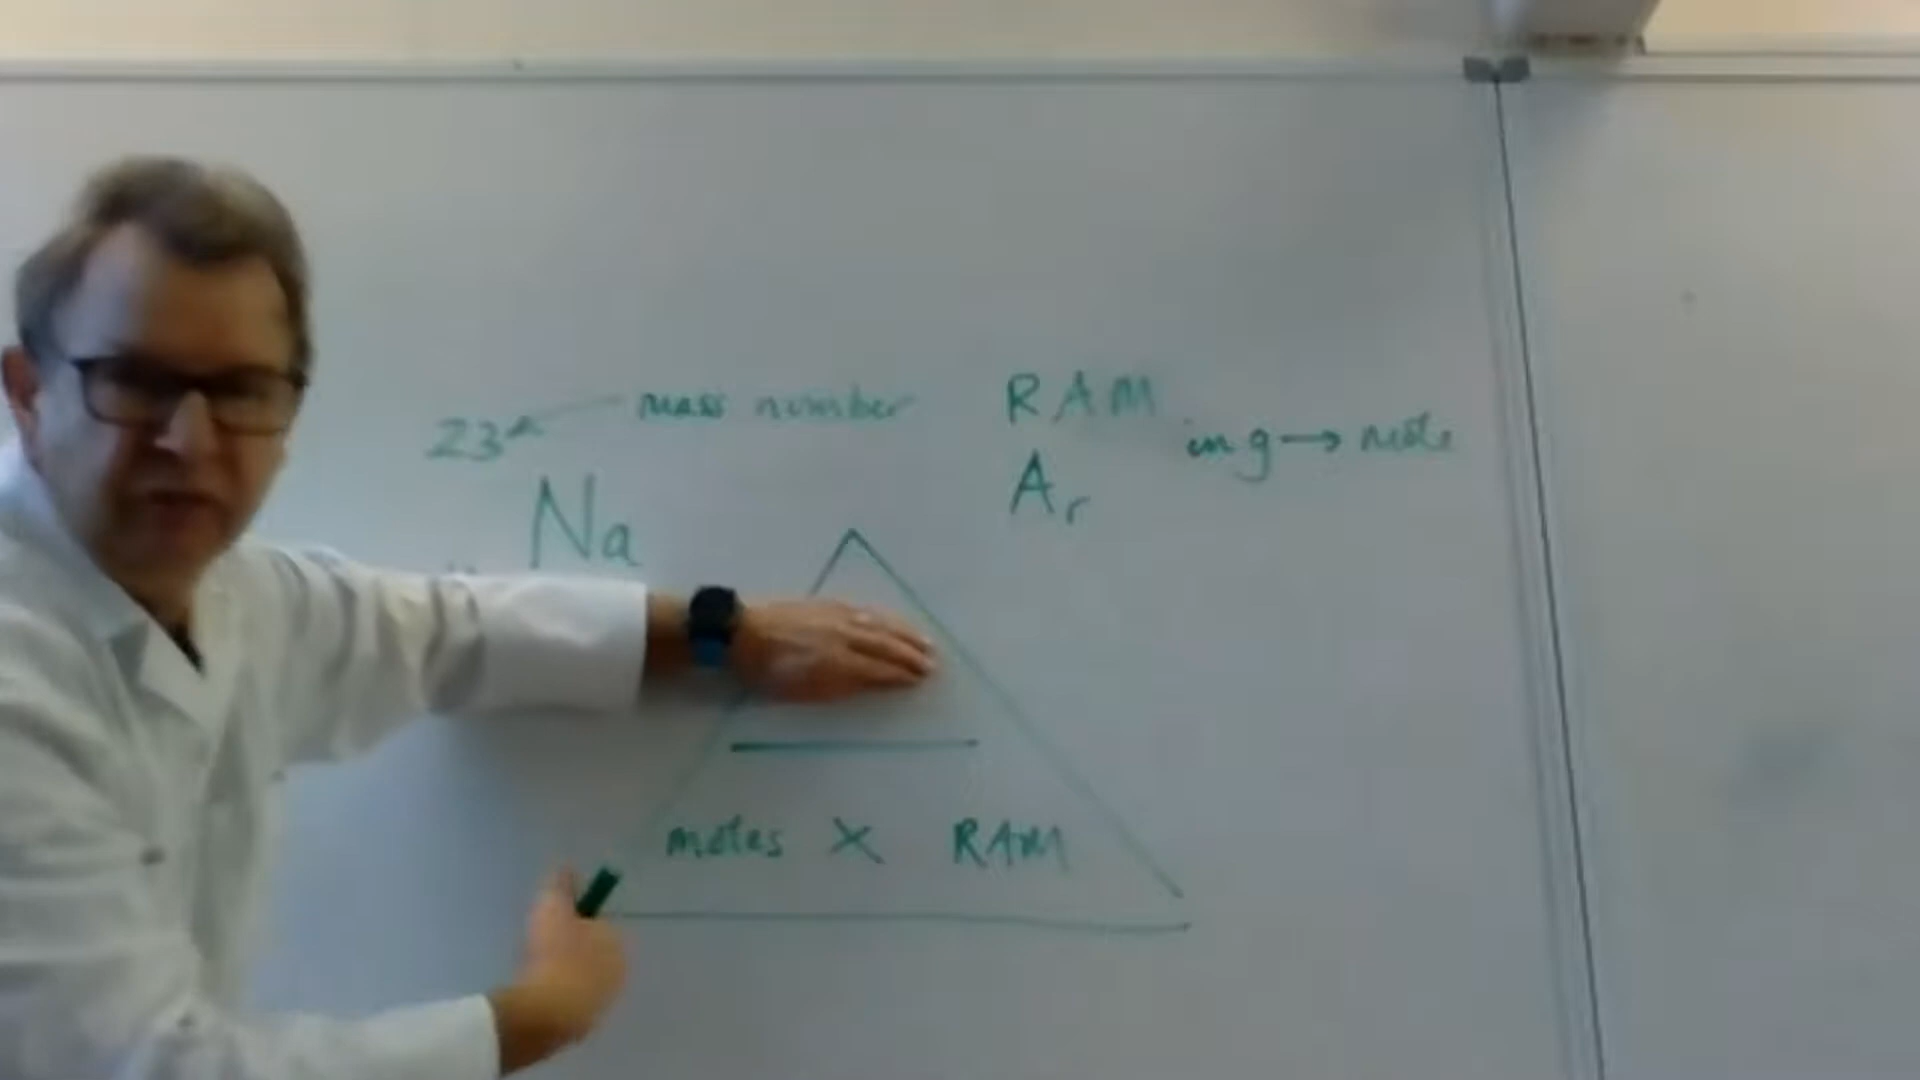 23 mass number
RAM
in g → mole
Na
Ar
moles X RAM